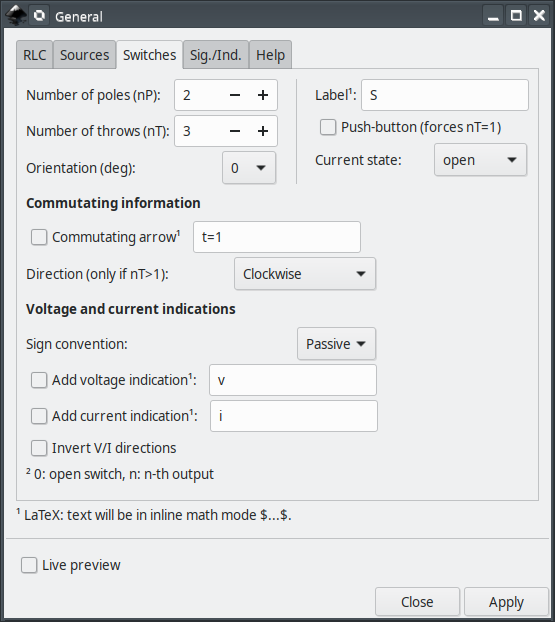 General
RLC Sources Switches Sig./Ind. Help
Number of poles (nP): 2 − +
Number of throws (nT): 3 − +
Orientation (deg): 0
Label¹: S
Push-button (forces nT=1)
Current state: open
Commutating information
Commutating arrow¹ t=1
Direction (only if nT>1): Clockwise
Voltage and current indications
Sign convention: Passive
Add voltage indication¹: v
Add current indication¹: i
Invert V/I directions
² 0: open switch, n: n-th output
¹ LaTeX: text will be in inline math mode $...$.
Live preview
Close Apply